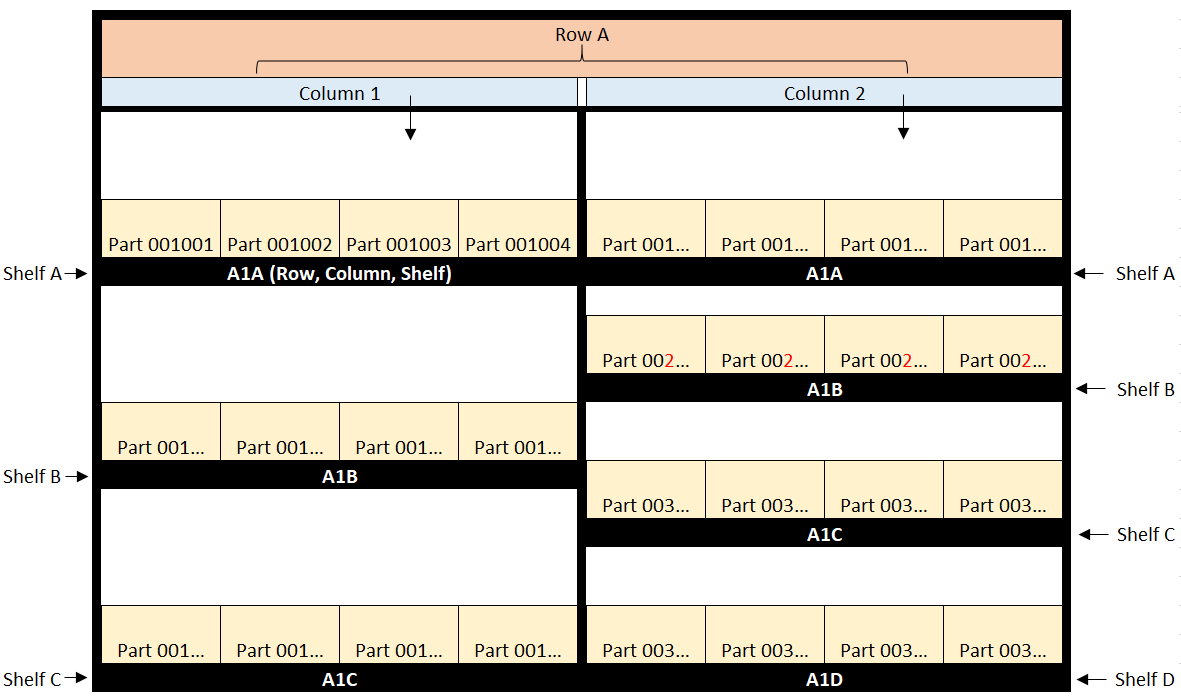 Row A
Column 1 Column 2
Part 001001 Part 001002 Part 001003 Part 001004 Part 001... Part 001... Part 001... Part 001...
Shelf A A1A (Row, Column, Shelf) A1A Shelf A
Part 002... Part 002... Part 002... Part 002...
A1B Shelf B
Part 001... Part 001... Part 001... Part 001...
Shelf B A1B
Part 003... Part 003... Part 003... Part 003...
A1C Shelf C
Part 001... Part 001... Part 001... Part 001... Part 003... Part 003... Part 003... Part 003...
Shelf C A1C A1D Shelf D